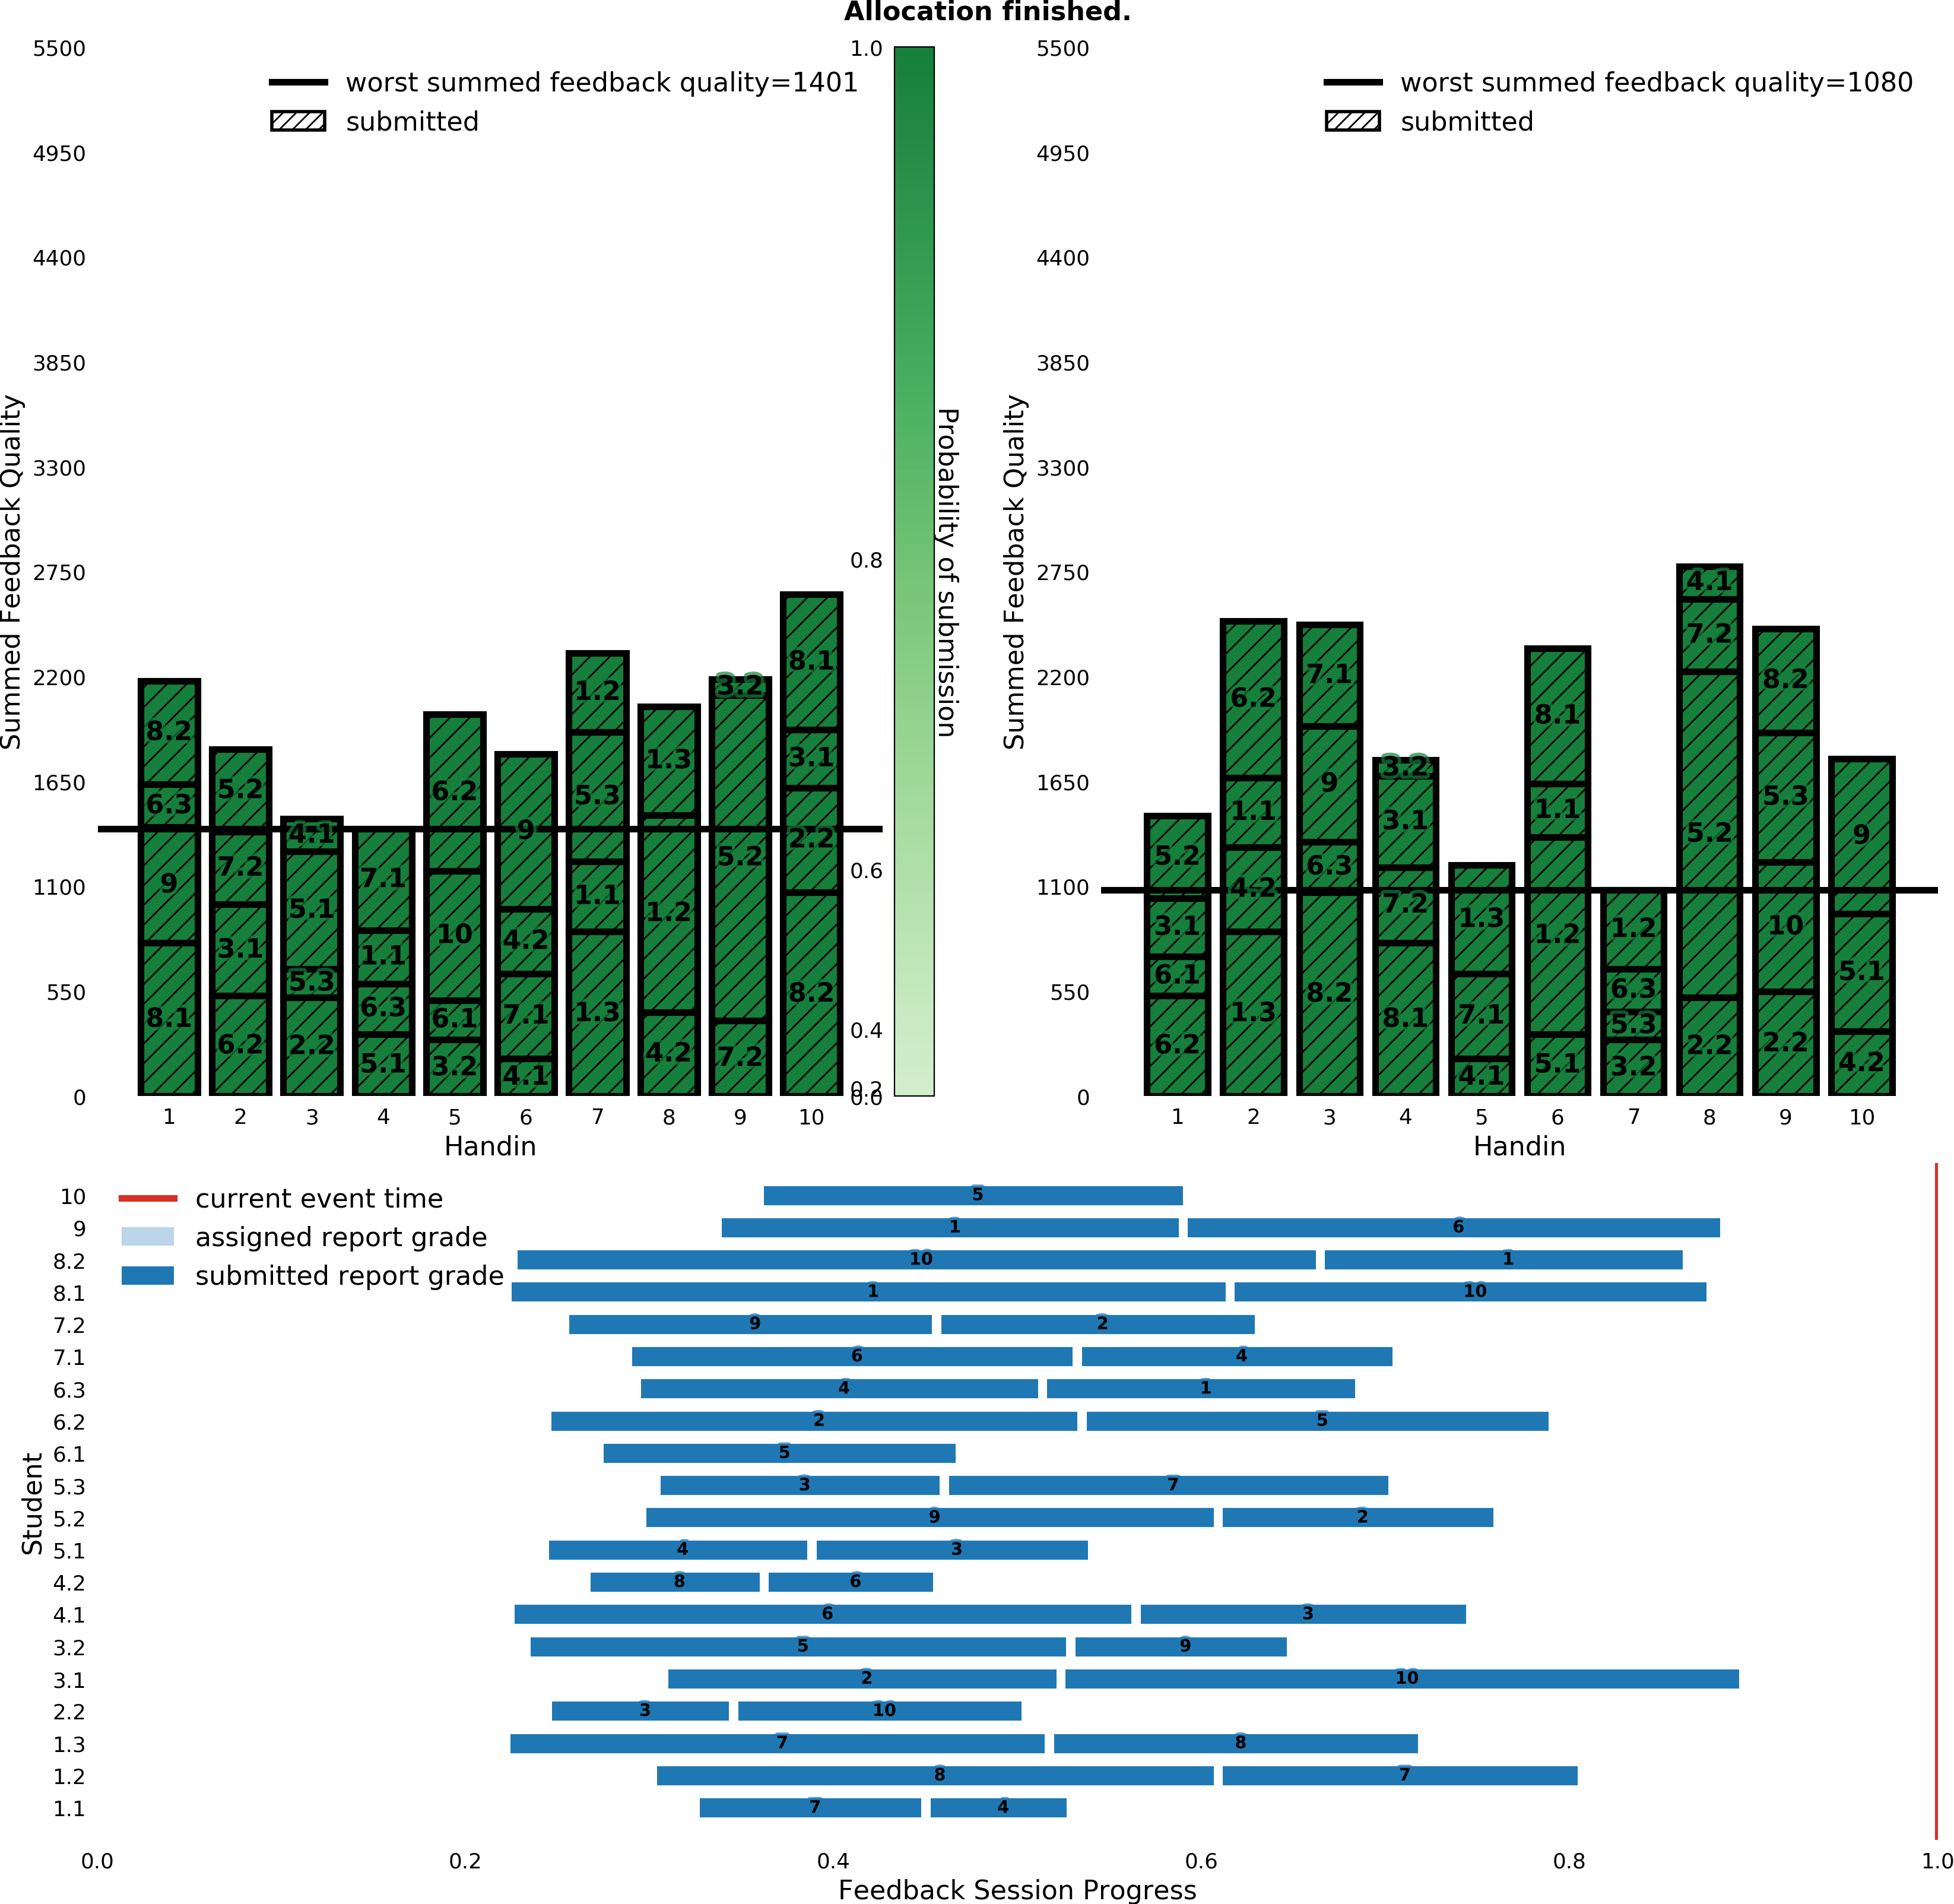 Allocation finished.
5500
4950
4400
3850
3300
2750
2200
1650
1100
550
0
Summed Feedback Quality
worst summed feedback quality=1401
submitted
8.2
6.3
9
8.1
5.2
7.2
3.1
6.2
4.1
5.1
5.3
2.2
7.1
1.1
6.3
5.1
6.2
10
6.1
3.2
9
4.2
7.1
4.1
1.2
5.3
1.1
1.3
1.3
1.2
4.2
3.2
5.2
7.2
8.1
3.1
2.2
8.2
1 2 3 4 5 6 7 8 9 10
Handin
1.0
0.8
0.6
0.4
0.2
0.0
Probability of submission
5500
4950
4400
3850
3300
2750
2200
1650
1100
550
0
Summed Feedback Quality
worst summed feedback quality=1080
submitted
5.2
3.1
6.1
6.2
6.2
1.1
4.2
1.3
7.1
9
6.3
8.2
3.2
3.1
7.2
8.1
1.3
7.1
4.1
8.1
1.1
1.2
5.1
1.2
6.3
5.3
3.2
4.1
7.2
5.2
2.2
8.2
5.3
10
2.2
9
5.1
4.2
1 2 3 4 5 6 7 8 9 10
Handin
current event time
assigned report grade
submitted report grade
Student
10 5
9 1 6
8.2 10 1
8.1 1 10
7.2 9 2
7.1 6 4
6.3 4 1
6.2 2 5
6.1 5
5.3 3 7
5.2 9 2
5.1 4 3
4.2 8 6
4.1 6 3
3.2 5 9
3.1 2 10
2.2 3 10
1.3 7 8
1.2 8 7
1.1 7 4
0.0 0.2 0.4 0.6 0.8 1.0
Feedback Session Progress